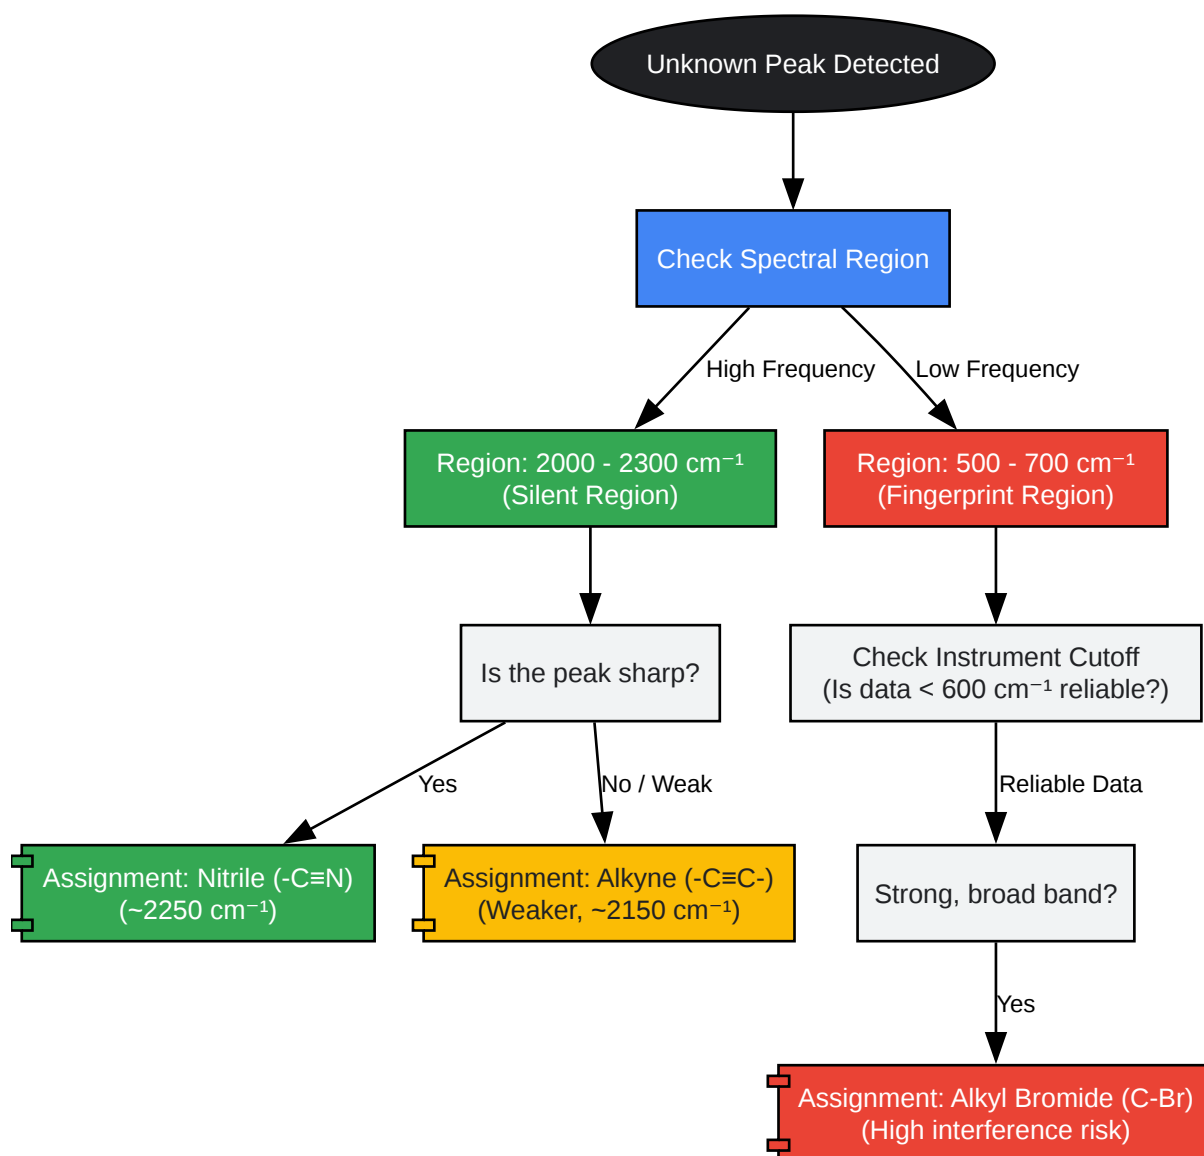 Unknown Peak Detected
Check Spectral Region
High Frequency
Low Frequency
Region: 2000 - 2300 cm⁻¹
(Silent Region)
Region: 500 - 700 cm⁻¹
(Fingerprint Region)
Is the peak sharp?
Check Instrument Cutoff
(Is data < 600 cm⁻¹ reliable?)
Yes
No / Weak
Reliable Data
Assignment: Nitrile (-C≡N)
(~2250 cm⁻¹)
Assignment: Alkyne (-C≡C-)
(Weaker, ~2150 cm⁻¹)
Strong, broad band?
Yes
Assignment: Alkyl Bromide (C-Br)
(High interference risk)